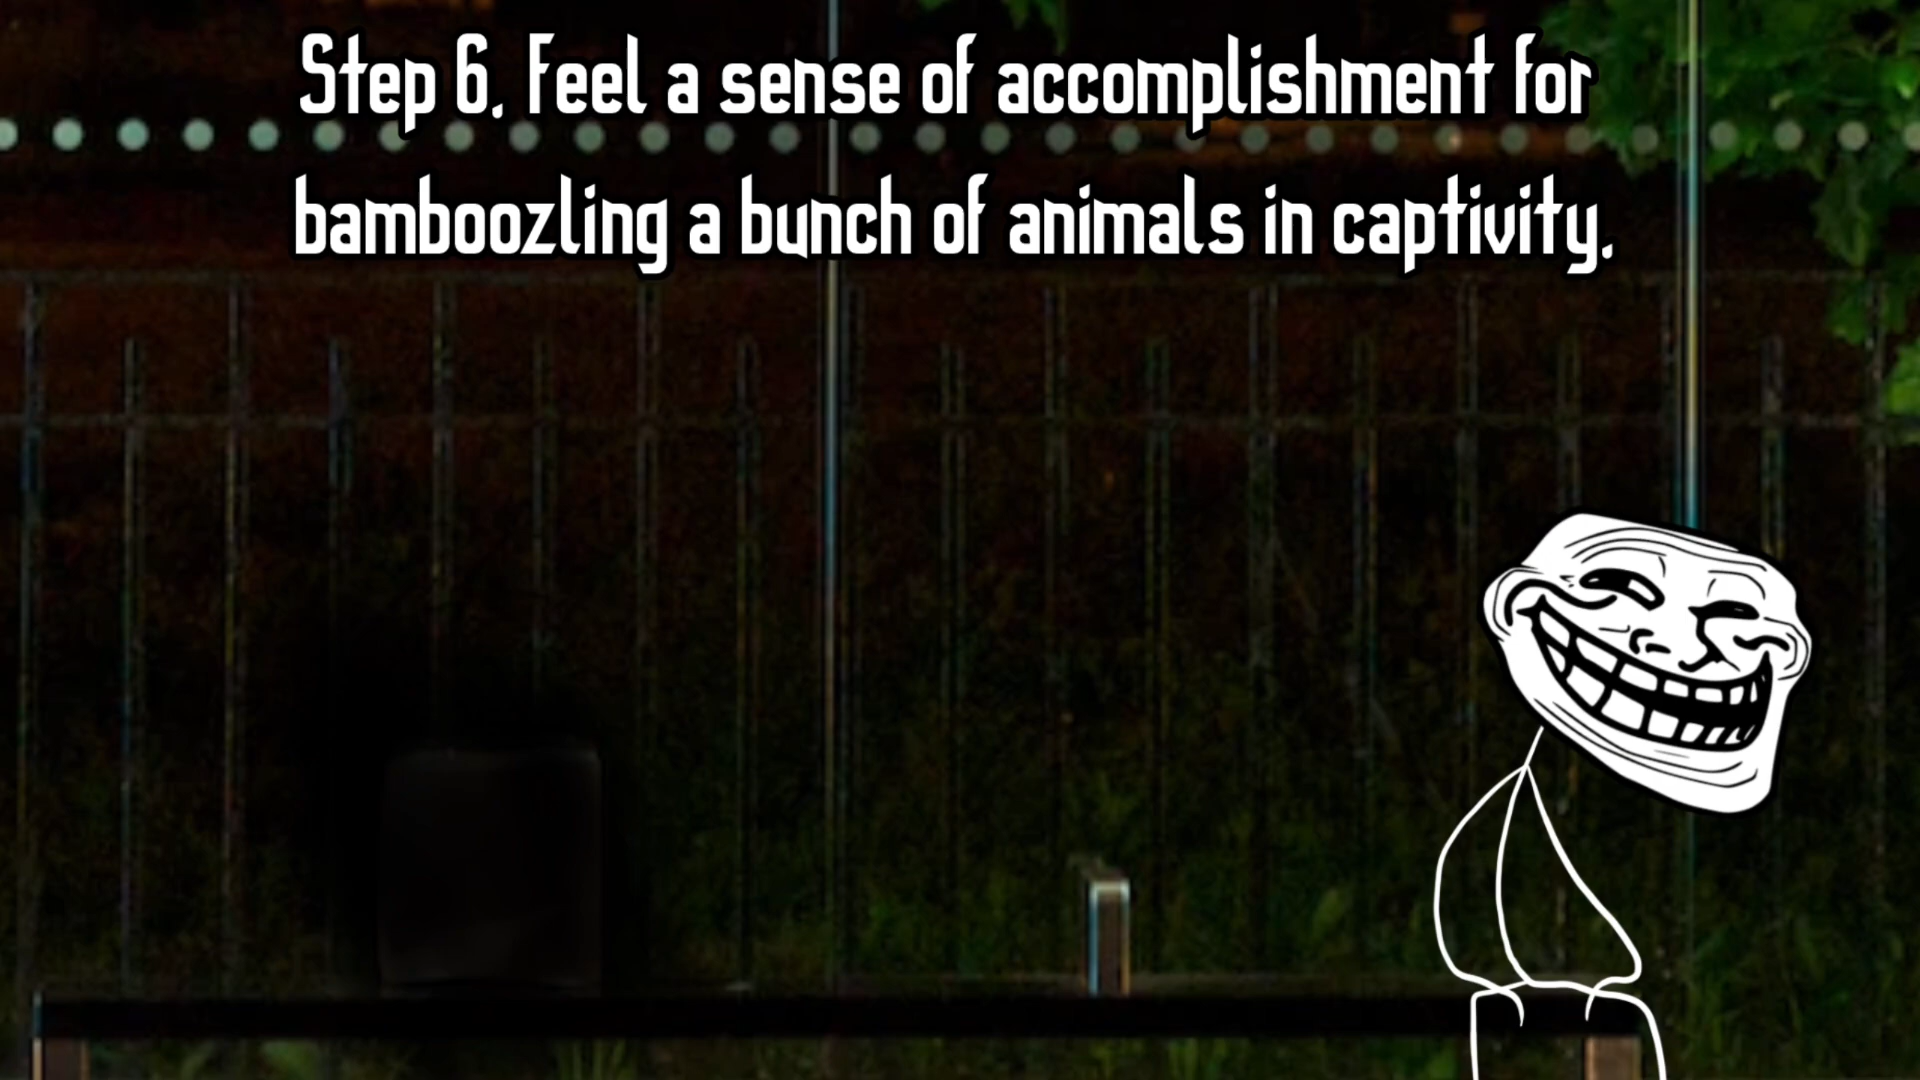 Step 6. Feel a sense of accomplishment for
bamboozling a bunch of animals in captivity.